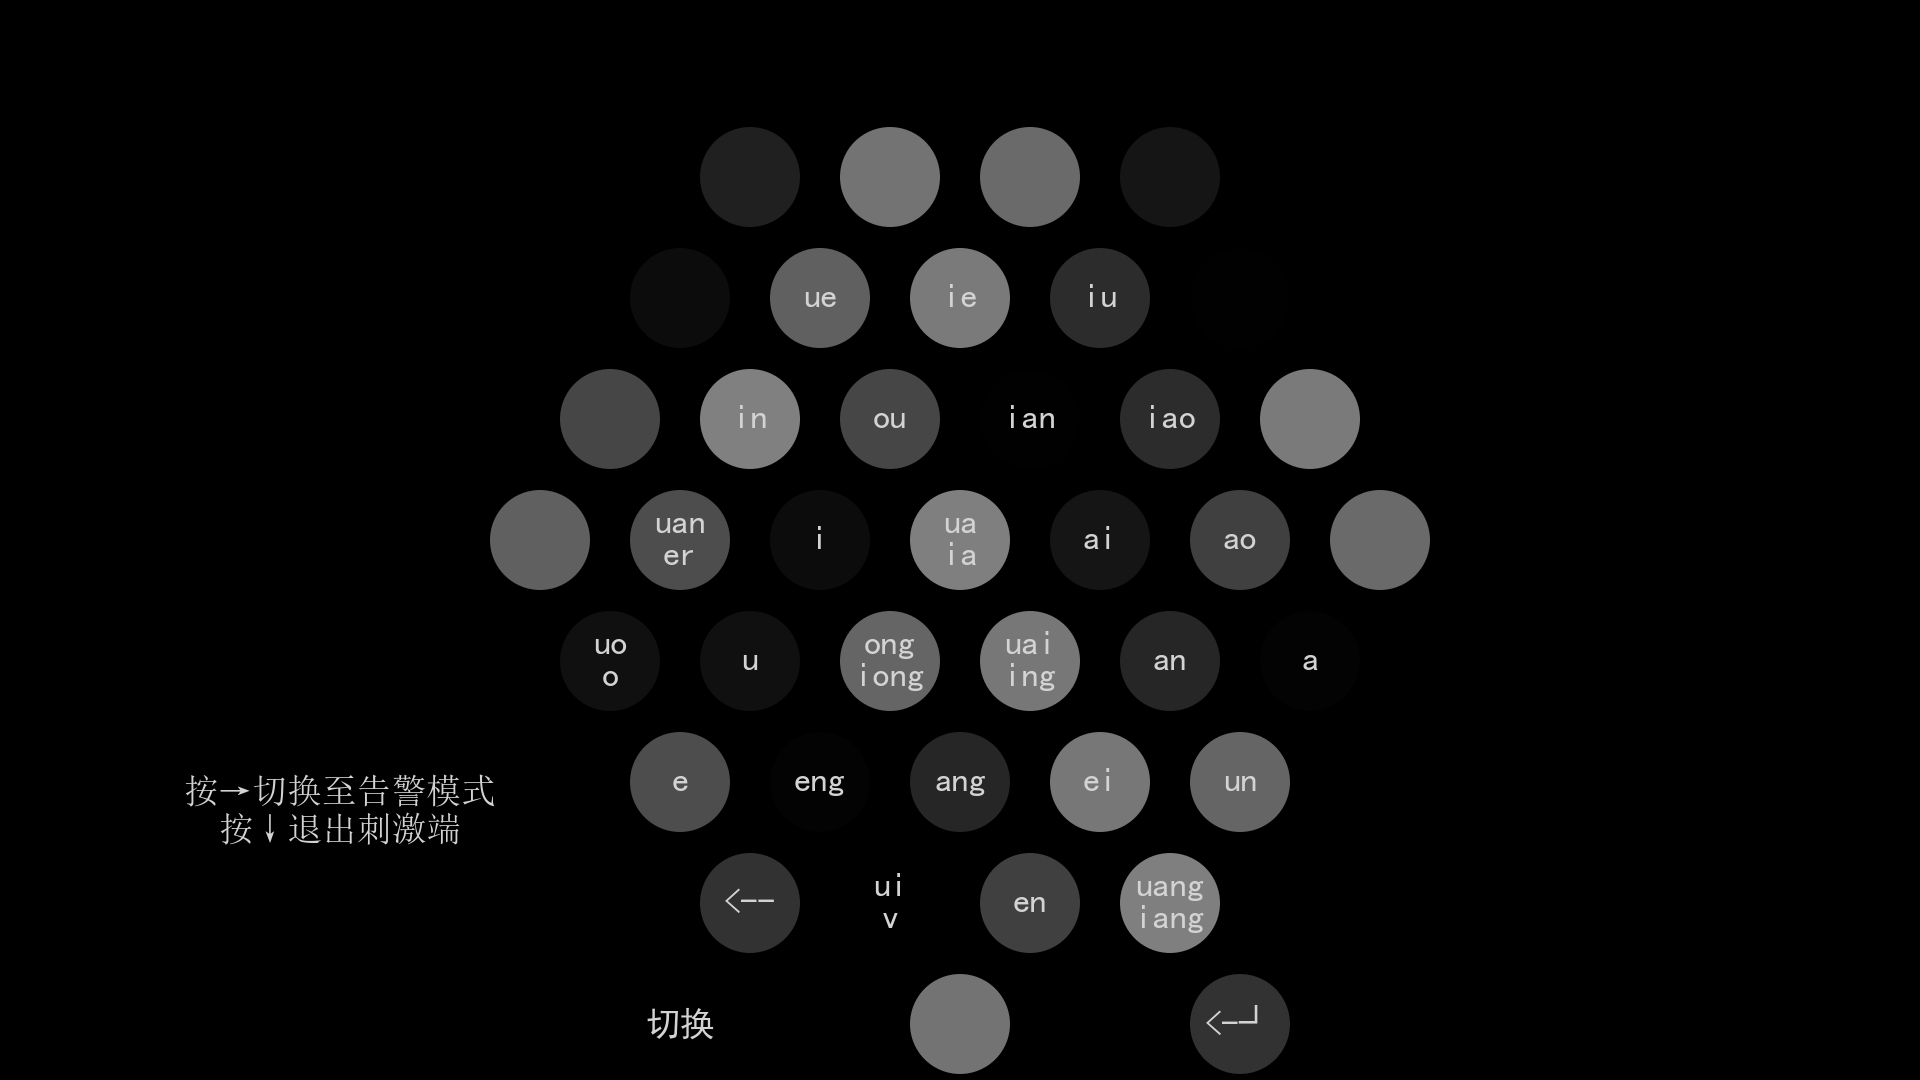 ue
ie
iu
in
ou
ian
iao
uan
er
i
ua
ia
ai
ao
uo
o
u
ong
iong
uai
ing
an
a
e
eng
ang
ei
un
按→切换至告警模式
按↓退出刺激端
<--
ui
v
en
uang
iang
切换
<-┘